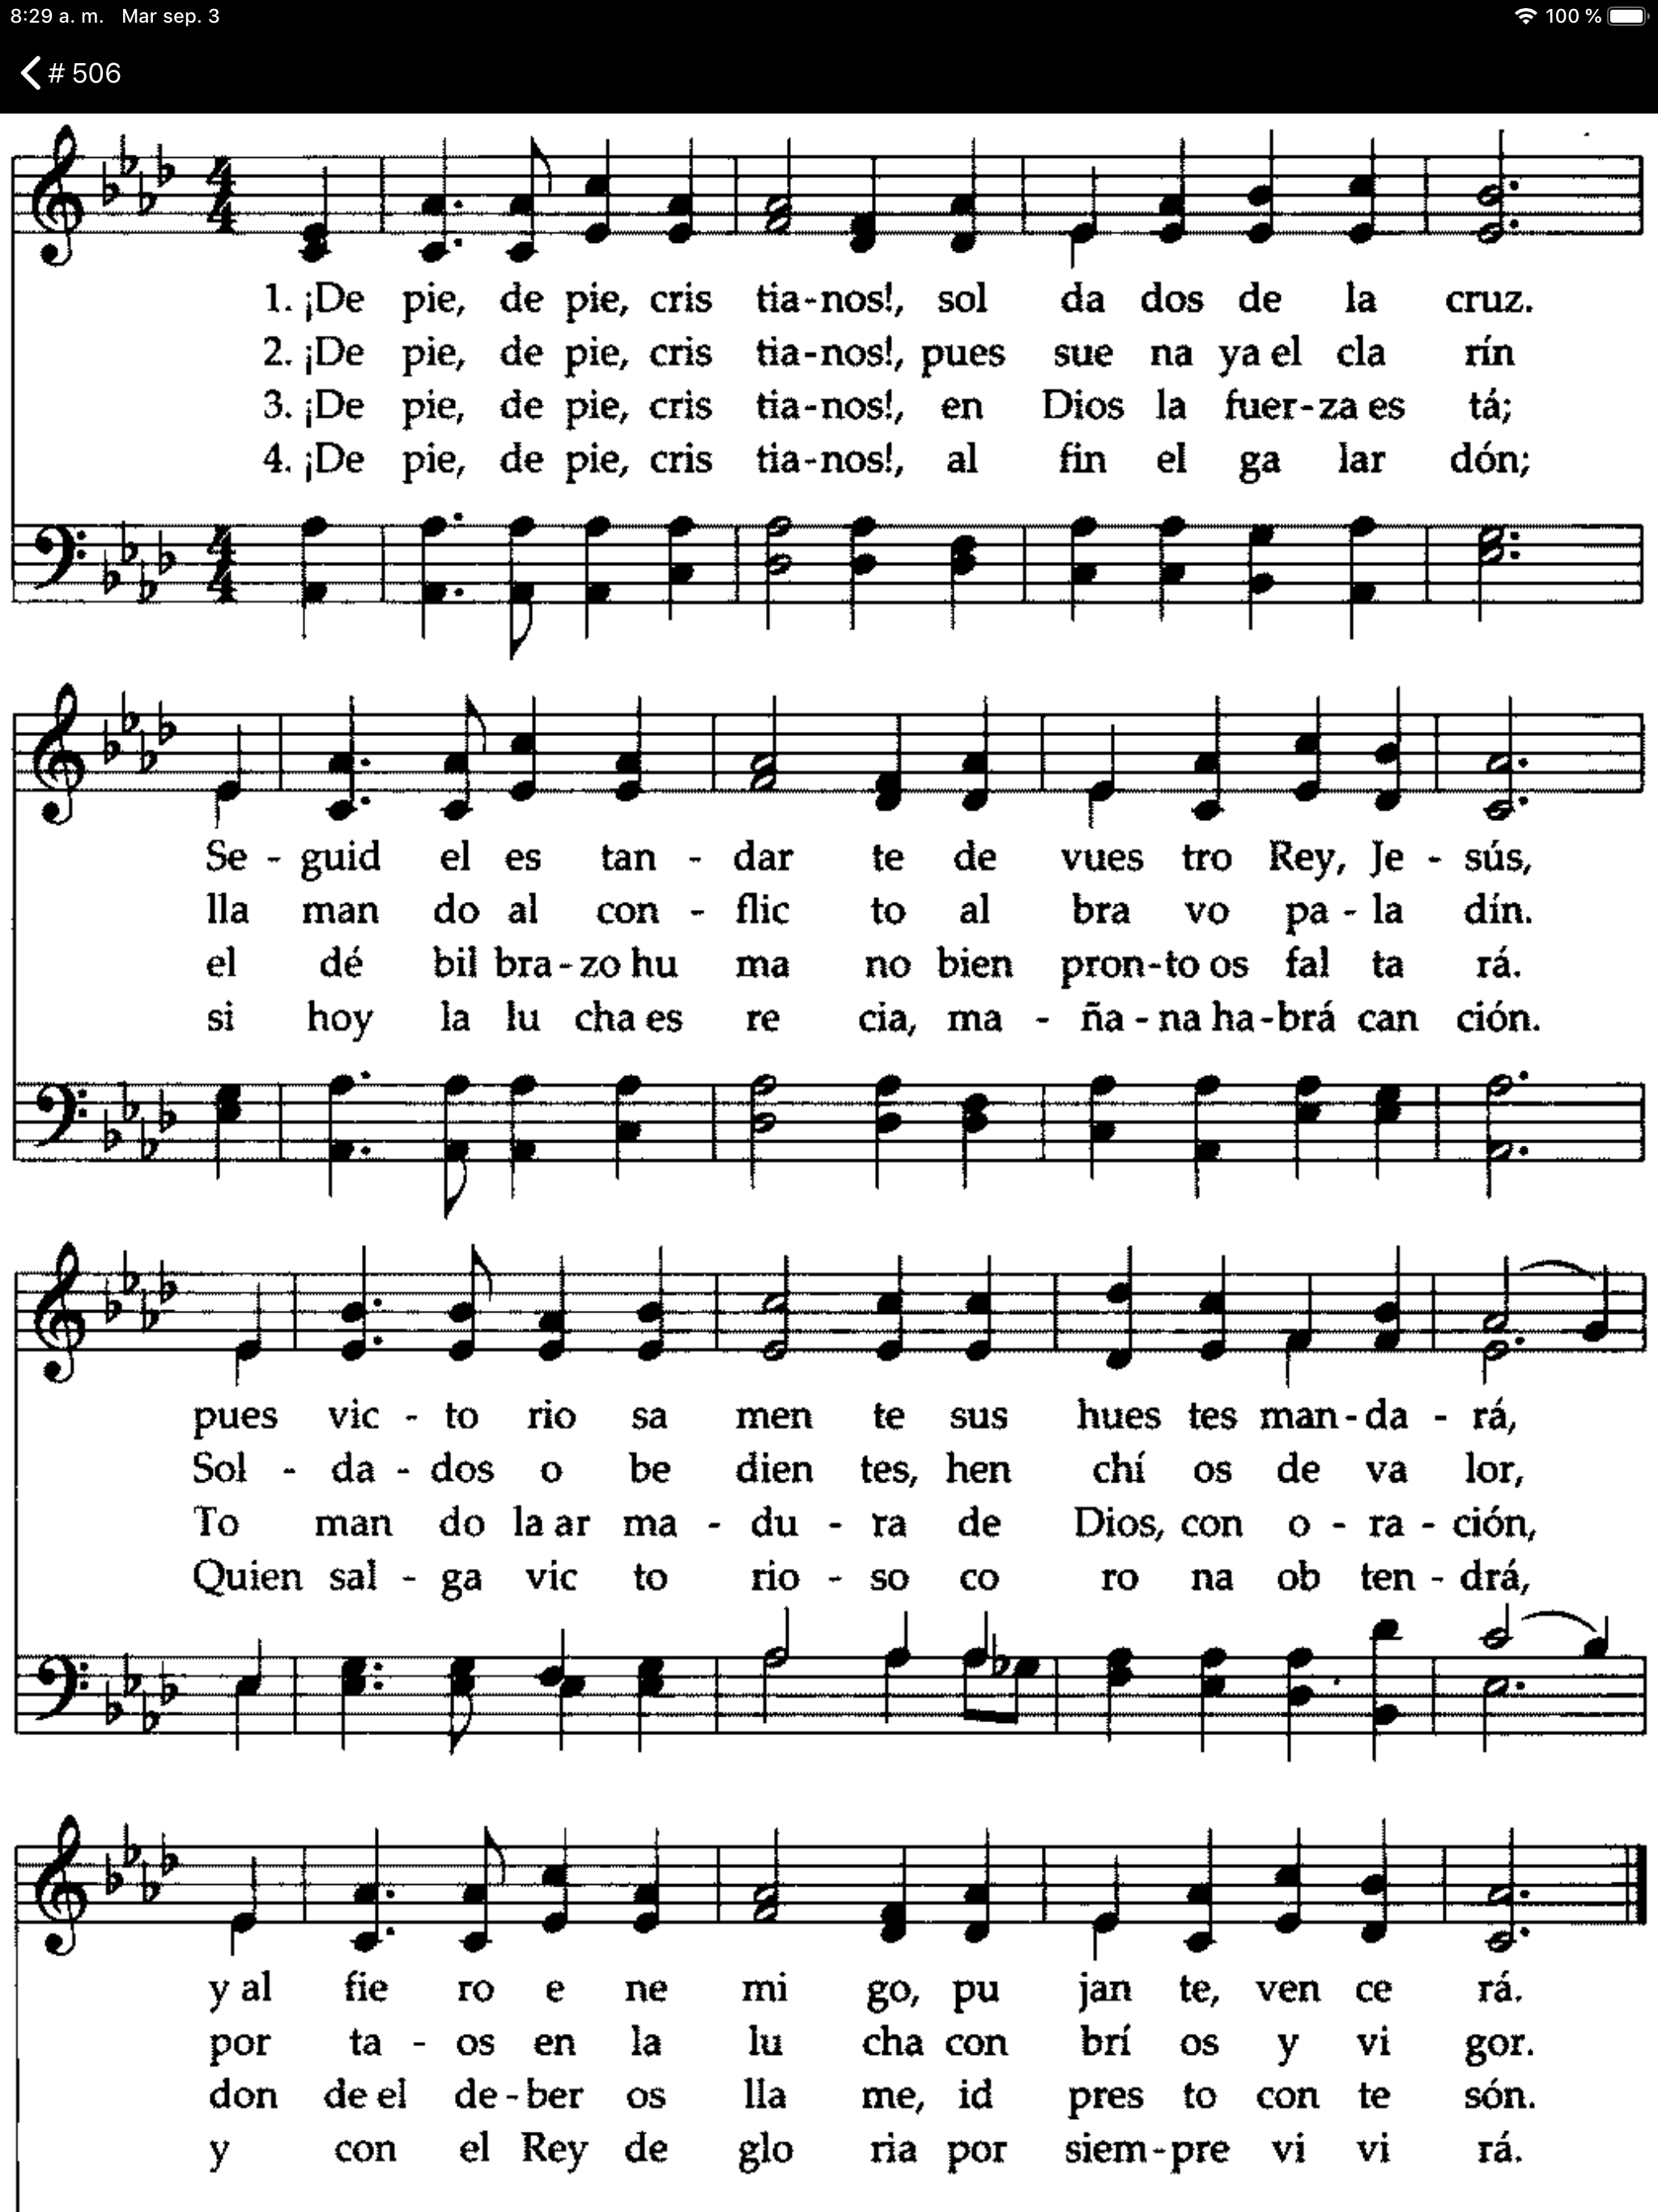 8:29 a. m. Mar sep. 3 100 %
# 506
1. ¡De pie, de pie, cris tia-nos!, sol da dos de la cruz.
2. ¡De pie, de pie, cris tia-nos!, pues sue na ya el cla rín
3. ¡De pie, de pie, cris tia-nos!, en Dios la fuer-za es tá;
4. ¡De pie, de pie, cris tia-nos!, al fin el ga lar dón;
Se - guid el es tan - dar te de vues tro Rey, Je - sús,
lla man do al con - flic to al bra vo pa - la dín.
el dé bil bra-zo hu ma no bien pron-to os fal ta rá.
si hoy la lu cha es re cia, ma - ña - na ha-brá can ción.
pues vic - to rio sa men te sus hues tes man-da - rá,
Sol - da - dos o be dien tes, hen chí os de va lor,
To man do la ar ma - du - ra de Dios, con o - ra - ción,
Quien sal - ga vic to rio - so co ro na ob ten - drá,
y al fie ro e ne mi go, pu jan te, ven ce rá.
por ta - os en la lu cha con brí os y vi gor.
don de el de-ber os lla me, id pres to con te són.
y con el Rey de glo ria por siem-pre vi vi rá.